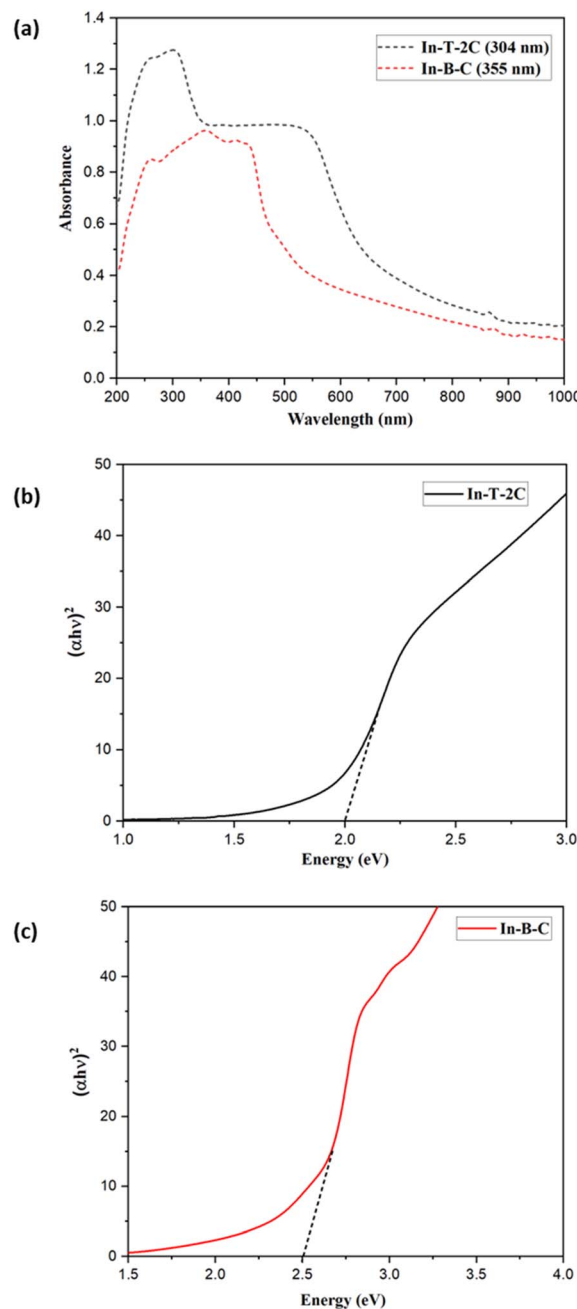 (a)
In-T-2C (304 nm)
In-B-C (355 nm)
Absorbance
1.4
1.2
1.0
0.8
0.6
0.4
0.2
0.0
200 300 400 500 600 700 800 900 1000
Wavelength (nm)
(b)
In-T-2C
(αhν)²
50
40
30
20
10
0
1.0 1.5 2.0 2.5 3.0
Energy (eV)
(c)
In-B-C
(αhν)²
50
40
30
20
10
0
1.5 2.0 2.5 3.0 3.5 4.0
Energy (eV)